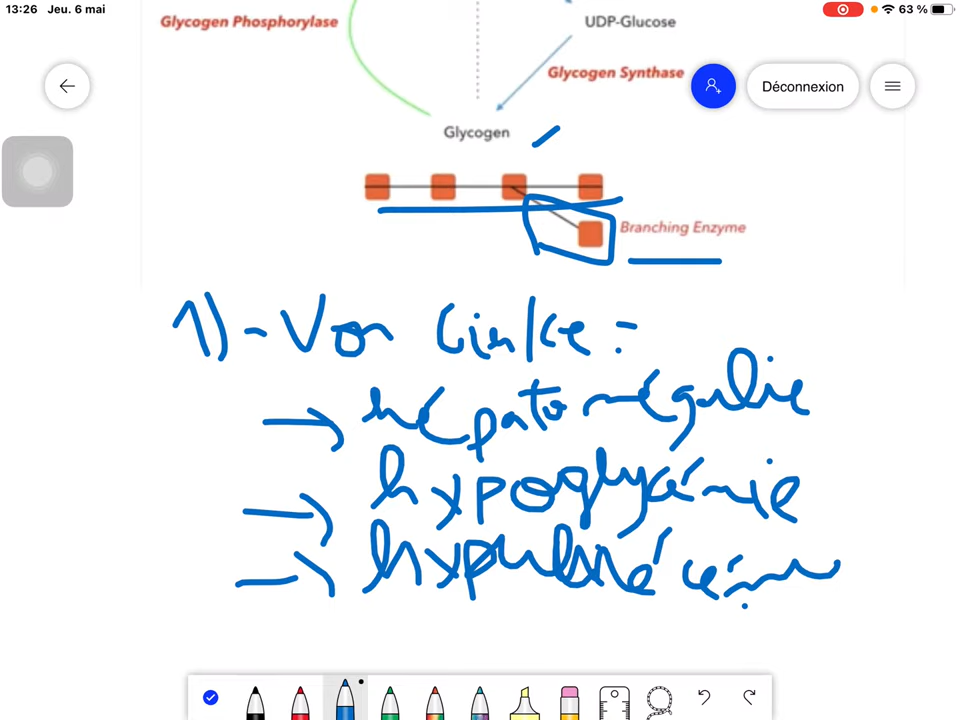 13:26 Jeu. 6 mai
63 %
Glycogen Phosphorylase
UDP-Glucose
Glycogen Synthase
Déconnexion
Glycogen
Branching Enzyme
1)-Von Gierke :
→ hépatomégalie
→ hypoglycémie
→